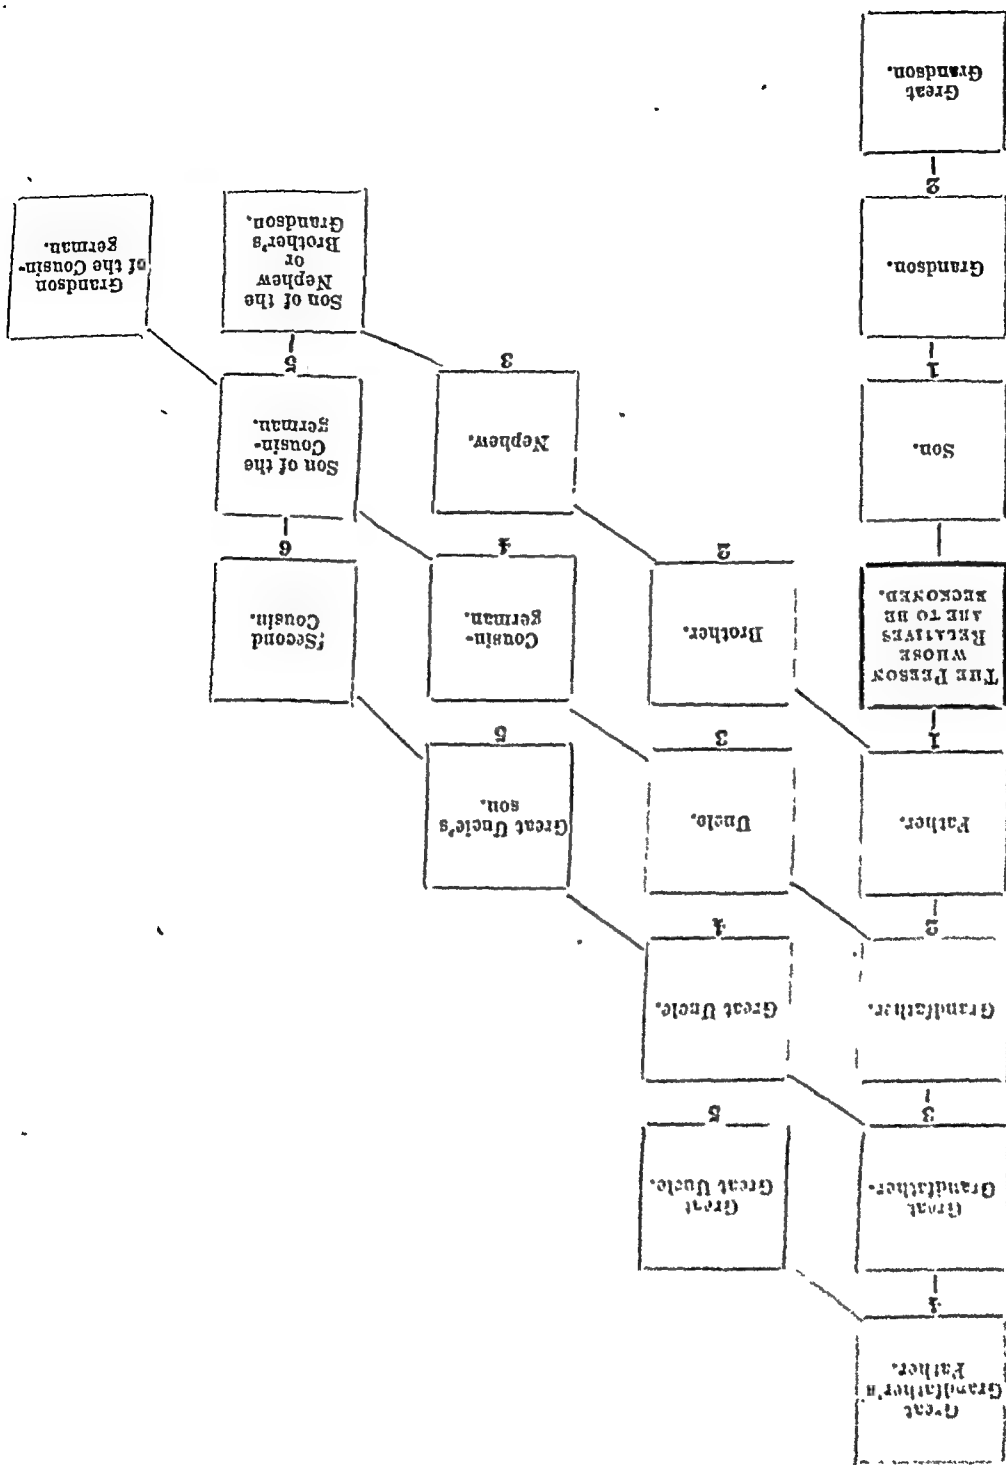 Great
Grandfather's
Father.
4
Great
Grandfather.
Great
Great Uncle.
3
5
Grandfather.
Great Uncle.
2
4
Father.
Uncle.
Great Uncle's
son.
1
3
5
THE PERSON
WHOSE
RELATIVES
ARE TO BE
RECKONED.
Brother.
Cousin-
german.
Second
Cousin.
2
4
6
Son.
Nephew.
Son of the
Cousin-
german.
1
3
5
Grandson.
Son of the
Nephew
or
Brother's
Grandson.
Grandson
of the Cousin-
german.
2
Great
Grandson.